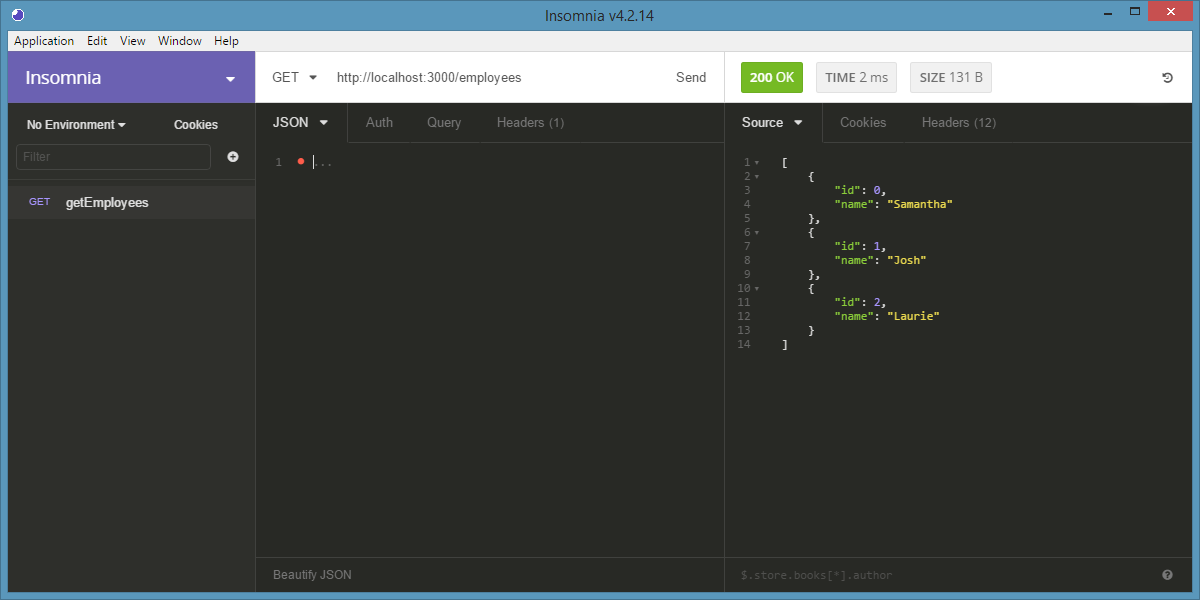 Insomnia v4.2.14
Application Edit View Window Help
Insomnia
GET http://localhost:3000/employees Send
200 OK TIME 2 ms SIZE 131 B
No Environment Cookies
Filter
GET getEmployees
JSON Auth Query Headers (1)
1 ...
Beautify JSON
Source Cookies Headers (12)
1 [
2 {
3 "id": 0,
4 "name": "Samantha"
5 },
6 {
7 "id": 1,
8 "name": "Josh"
9 },
10 {
11 "id": 2,
12 "name": "Laurie"
13 }
14 ]
$.store.books[*].author